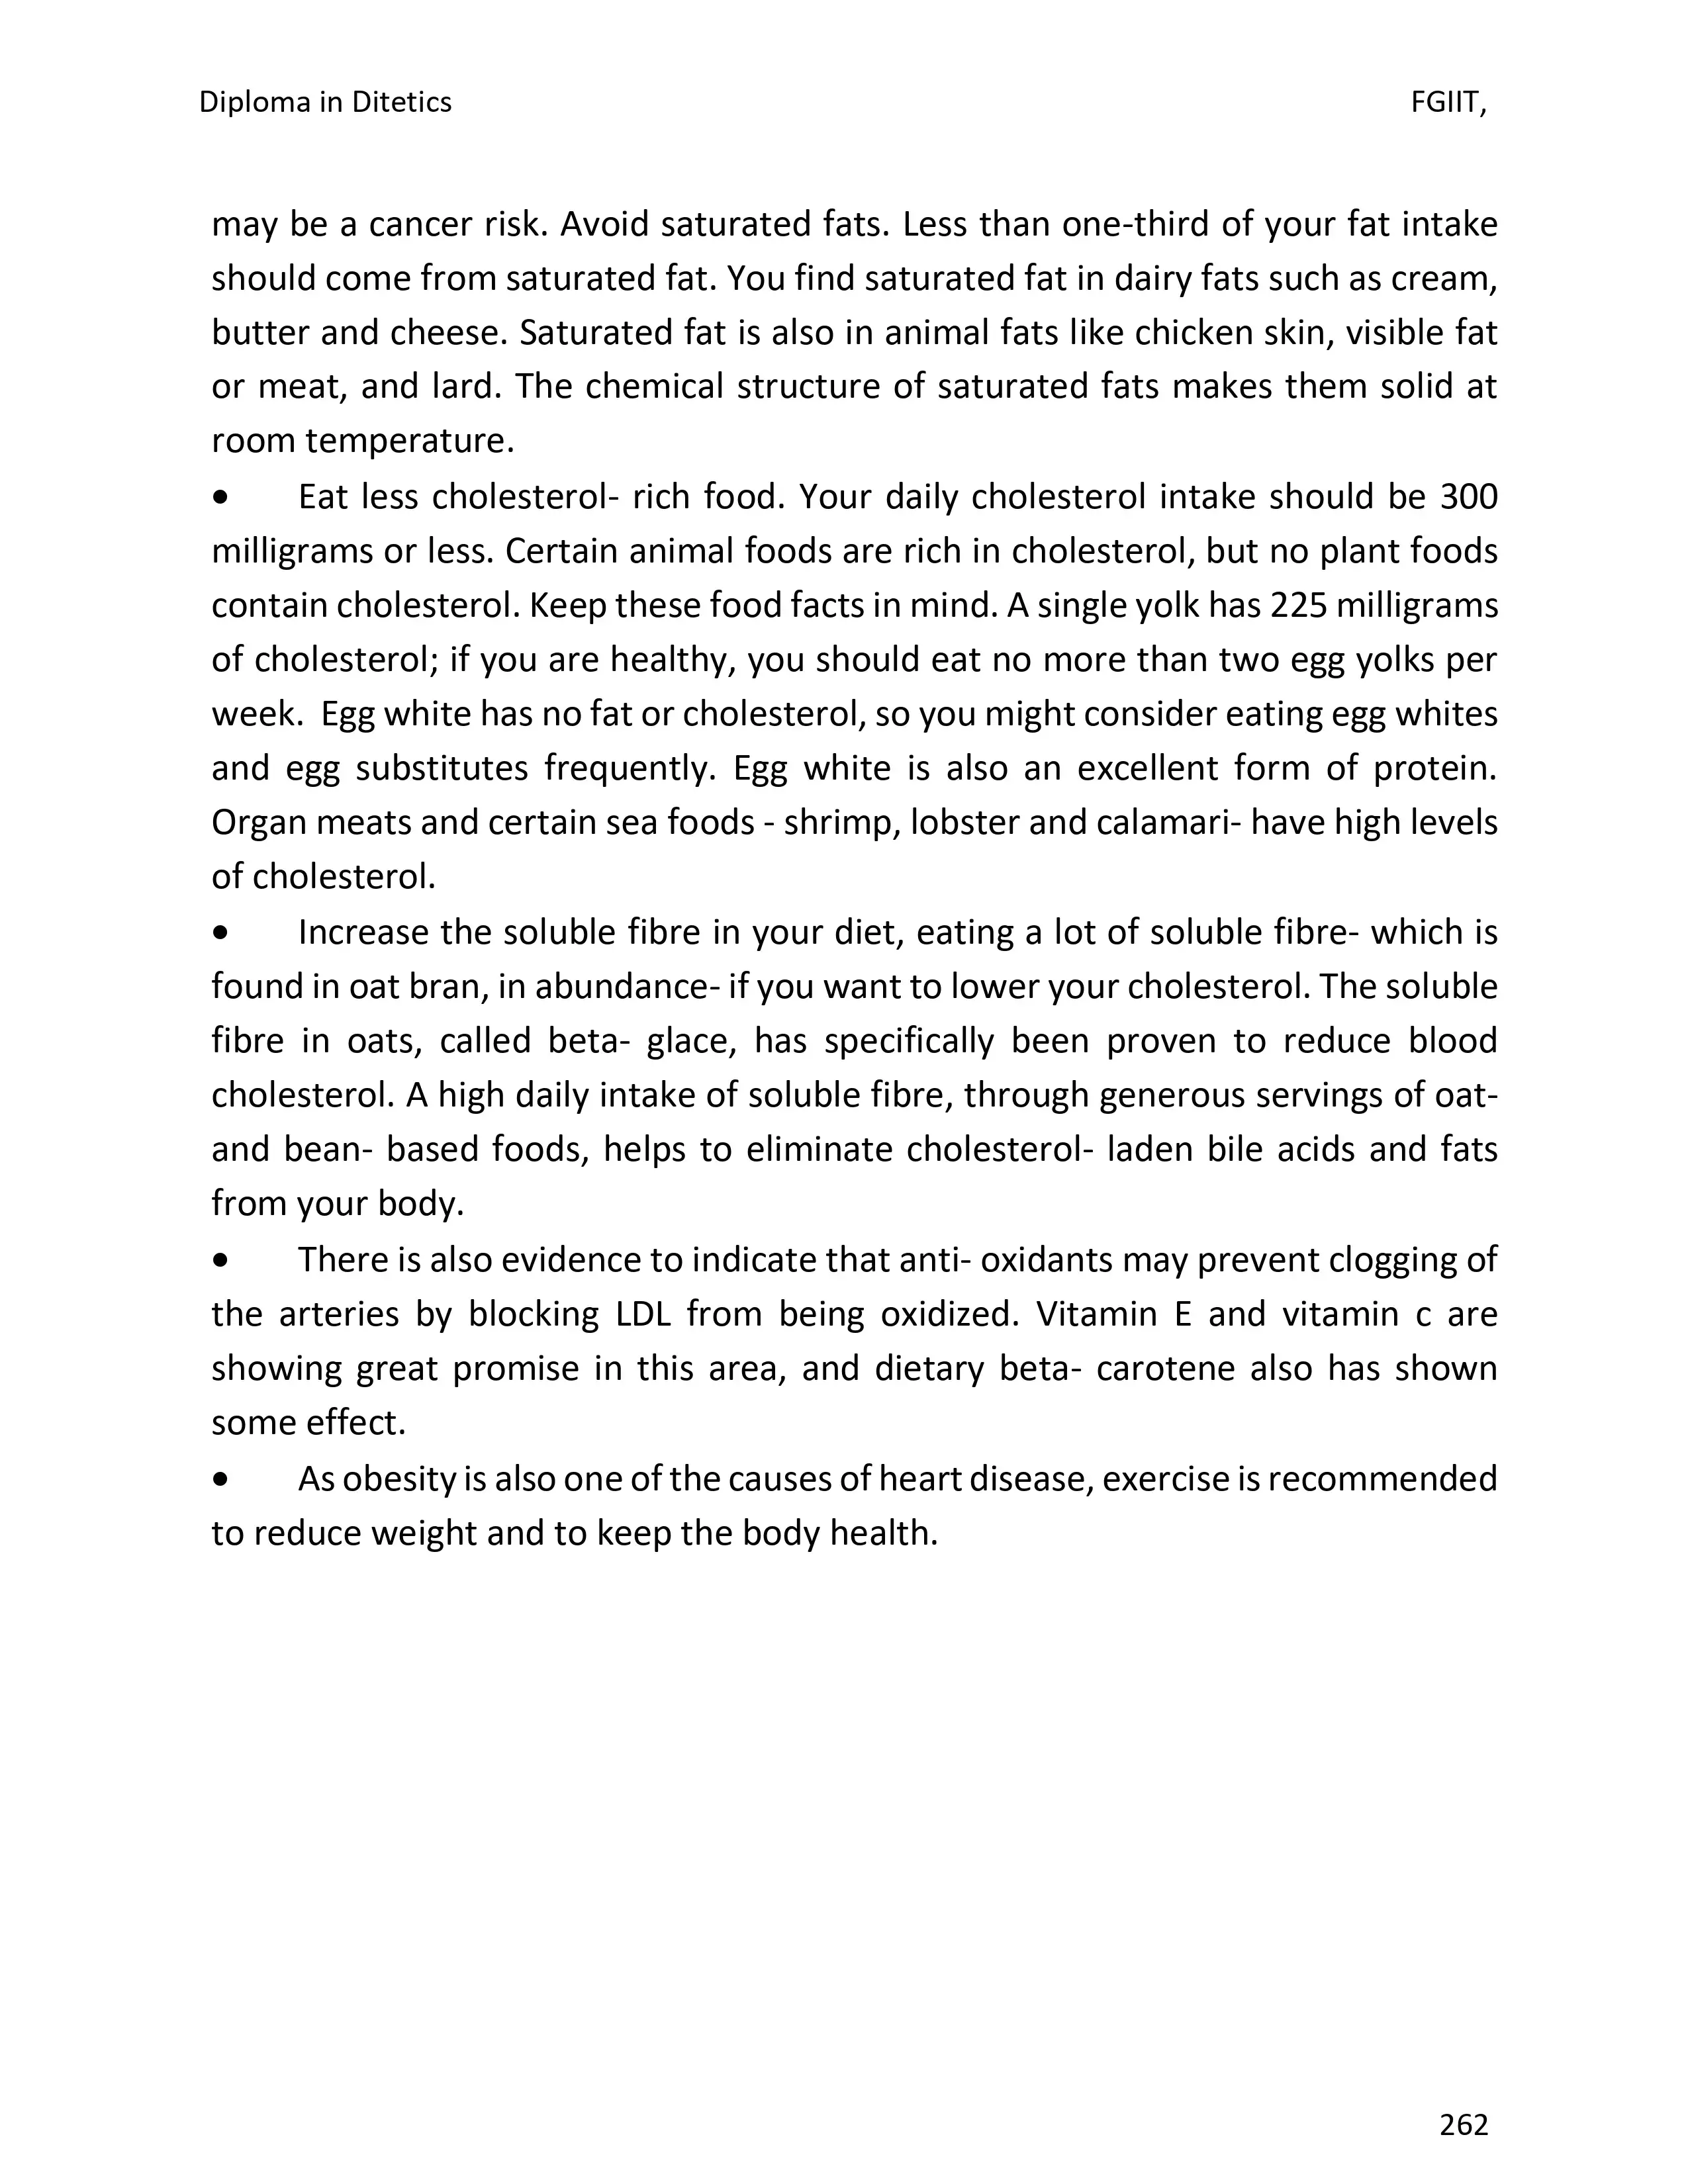 Diploma in Ditetics FGIIT,
may be a cancer risk. Avoid saturated fats. Less than one-third of your fat intake
should come from saturated fat. You find saturated fat in dairy fats such as cream,
butter and cheese. Saturated fat is also in animal fats like chicken skin, visible fat
or meat, and lard. The chemical structure of saturated fats makes them solid at
room temperature.
• Eat less cholesterol- rich food. Your daily cholesterol intake should be 300
milligrams or less. Certain animal foods are rich in cholesterol, but no plant foods
contain cholesterol. Keep these food facts in mind. A single yolk has 225 milligrams
of cholesterol; if you are healthy, you should eat no more than two egg yolks per
week.  Egg white has no fat or cholesterol, so you might consider eating egg whites
and egg substitutes frequently. Egg white is also an excellent form of protein.
Organ meats and certain sea foods - shrimp, lobster and calamari- have high levels
of cholesterol.
• Increase the soluble fibre in your diet, eating a lot of soluble fibre- which is
found in oat bran, in abundance- if you want to lower your cholesterol. The soluble
fibre in oats, called beta- glace, has specifically been proven to reduce blood
cholesterol. A high daily intake of soluble fibre, through generous servings of oat-
and bean- based foods, helps to eliminate cholesterol- laden bile acids and fats
from your body.
• There is also evidence to indicate that anti- oxidants may prevent clogging of
the arteries by blocking LDL from being oxidized. Vitamin E and vitamin c are
showing great promise in this area, and dietary beta- carotene also has shown
some effect.
• As obesity is also one of the causes of heart disease, exercise is recommended
to reduce weight and to keep the body health.
262